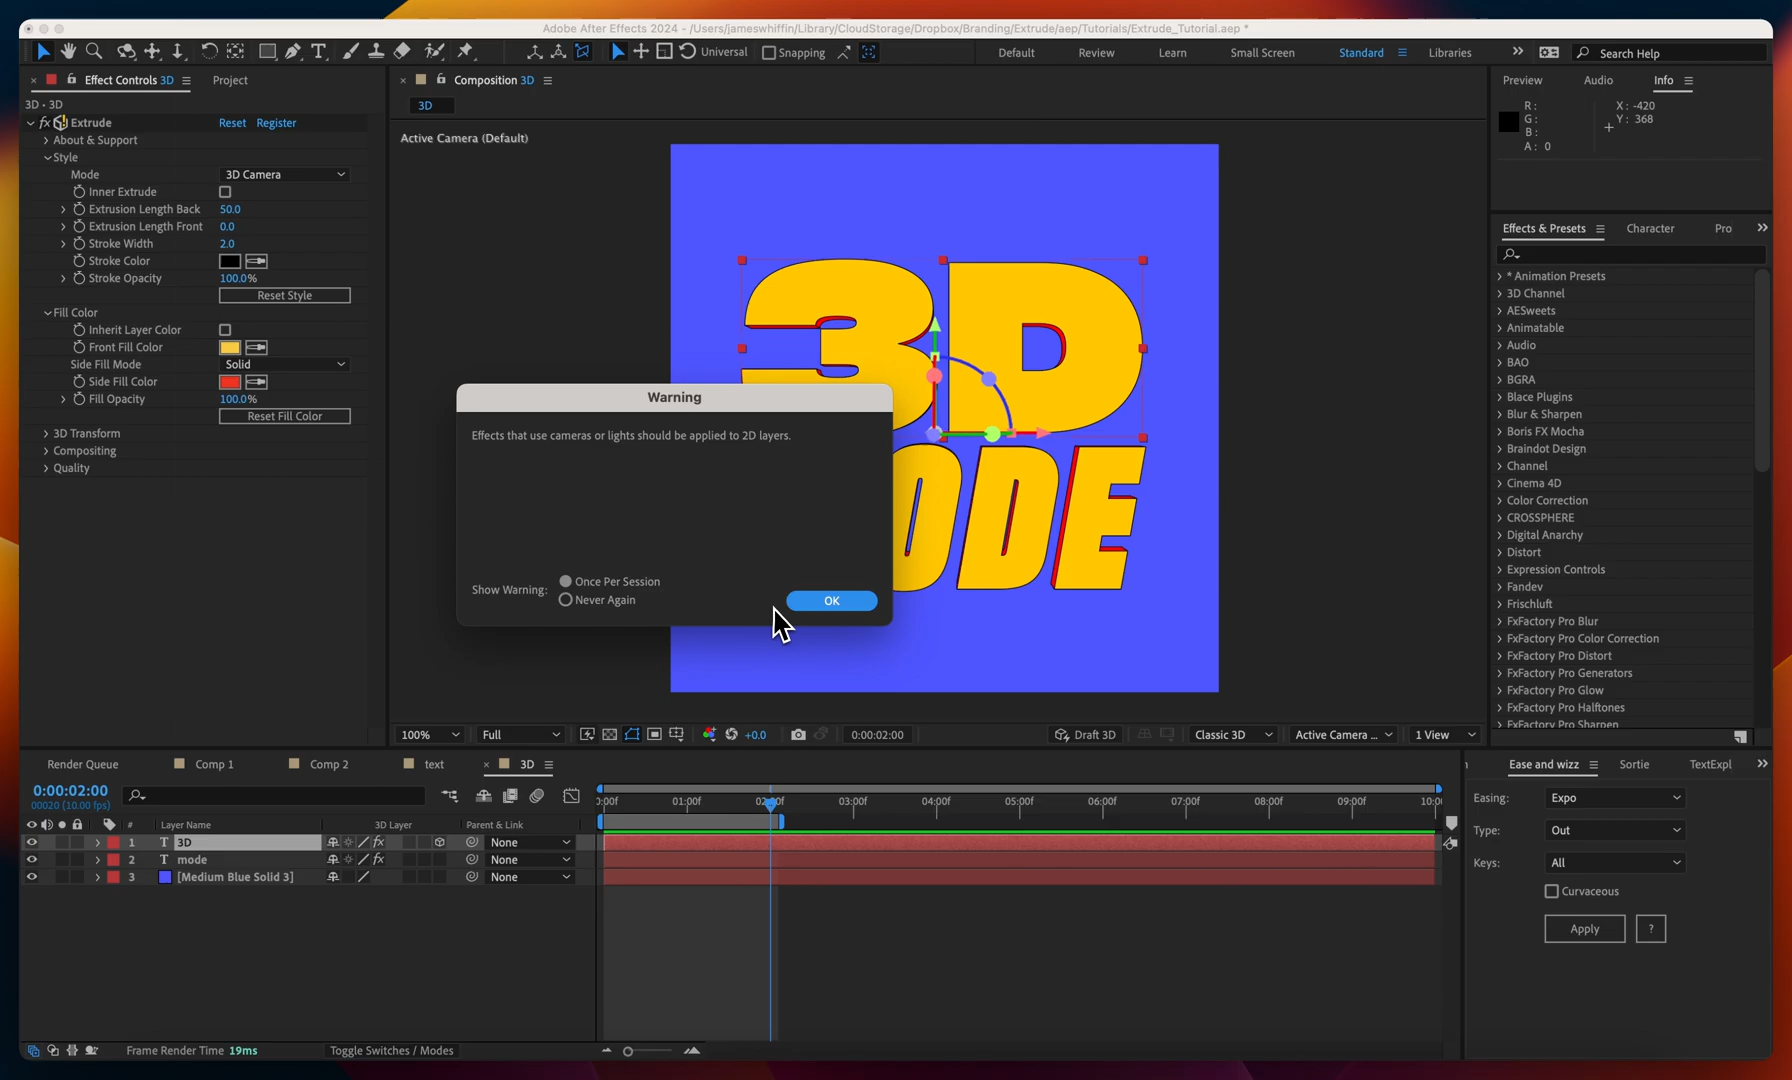 Adobe After Effects 2024 - /Users/jameswhiffin/Library/CloudStorage/Dropbox/Branding/Extrude/aep/Tutorials/Extrude_Tutorial.aep *
Universal
Snapping
Default
Review
Learn
Small Screen
Standard
Libraries
Search Help
Effect Controls 3D
Project
Composition 3D
Preview
Audio
Info
3D • 3D
3D
R:
G:
B:
A: 0
X: -420
Y: 368
fx Extrude
Reset
Register
About & Support
Style
Mode
3D Camera
Inner Extrude
Extrusion Length Back
50.0
Extrusion Length Front
0.0
Stroke Width
2.0
Stroke Color
Stroke Opacity
100.0%
Reset Style
Fill Color
Inherit Layer Color
Front Fill Color
Side Fill Mode
Solid
Side Fill Color
Fill Opacity
100.0%
Reset Fill Color
3D Transform
Compositing
Quality
Active Camera (Default)
3D
ODE
Warning
Effects that use cameras or lights should be applied to 2D layers.
Show Warning:
Once Per Session
Never Again
OK
Effects & Presets
Character
Pro
* Animation Presets
3D Channel
AESweets
Animatable
Audio
BAO
BGRA
Blace Plugins
Blur & Sharpen
Boris FX Mocha
Braindot Design
Channel
Cinema 4D
Color Correction
CROSSPHERE
Digital Anarchy
Distort
Expression Controls
Fandev
Frischluft
FxFactory Pro Blur
FxFactory Pro Color Correction
FxFactory Pro Distort
FxFactory Pro Generators
FxFactory Pro Glow
FxFactory Pro Halftones
FxFactory Pro Sharpen
100%
Full
+0.0
0:00:02:00
Draft 3D
Classic 3D
Active Camera ...
1 View
Render Queue
Comp 1
Comp 2
text
3D
0:00:02:00
00020 (10.00 fps)
0:00f
01:00f
02:00f
03:00f
04:00f
05:00f
06:00f
07:00f
08:00f
09:00f
10:0
#
Layer Name
3D Layer
Parent & Link
1
T 3D
fx
None
2
T mode
fx
None
3
[Medium Blue Solid 3]
None
Ease and wizz
Sortie
TextExpl
Easing:
Expo
Type:
Out
Keys:
All
Curvaceous
Apply
?
Frame Render Time 19ms
Toggle Switches / Modes